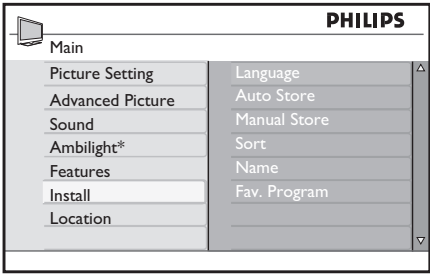 PHILIPS
Main
Picture Setting
Advanced Picture
Sound
Ambilight*
Features
Install
Location
Language
Auto Store
Manual Store
Sort
Name
Fav. Program